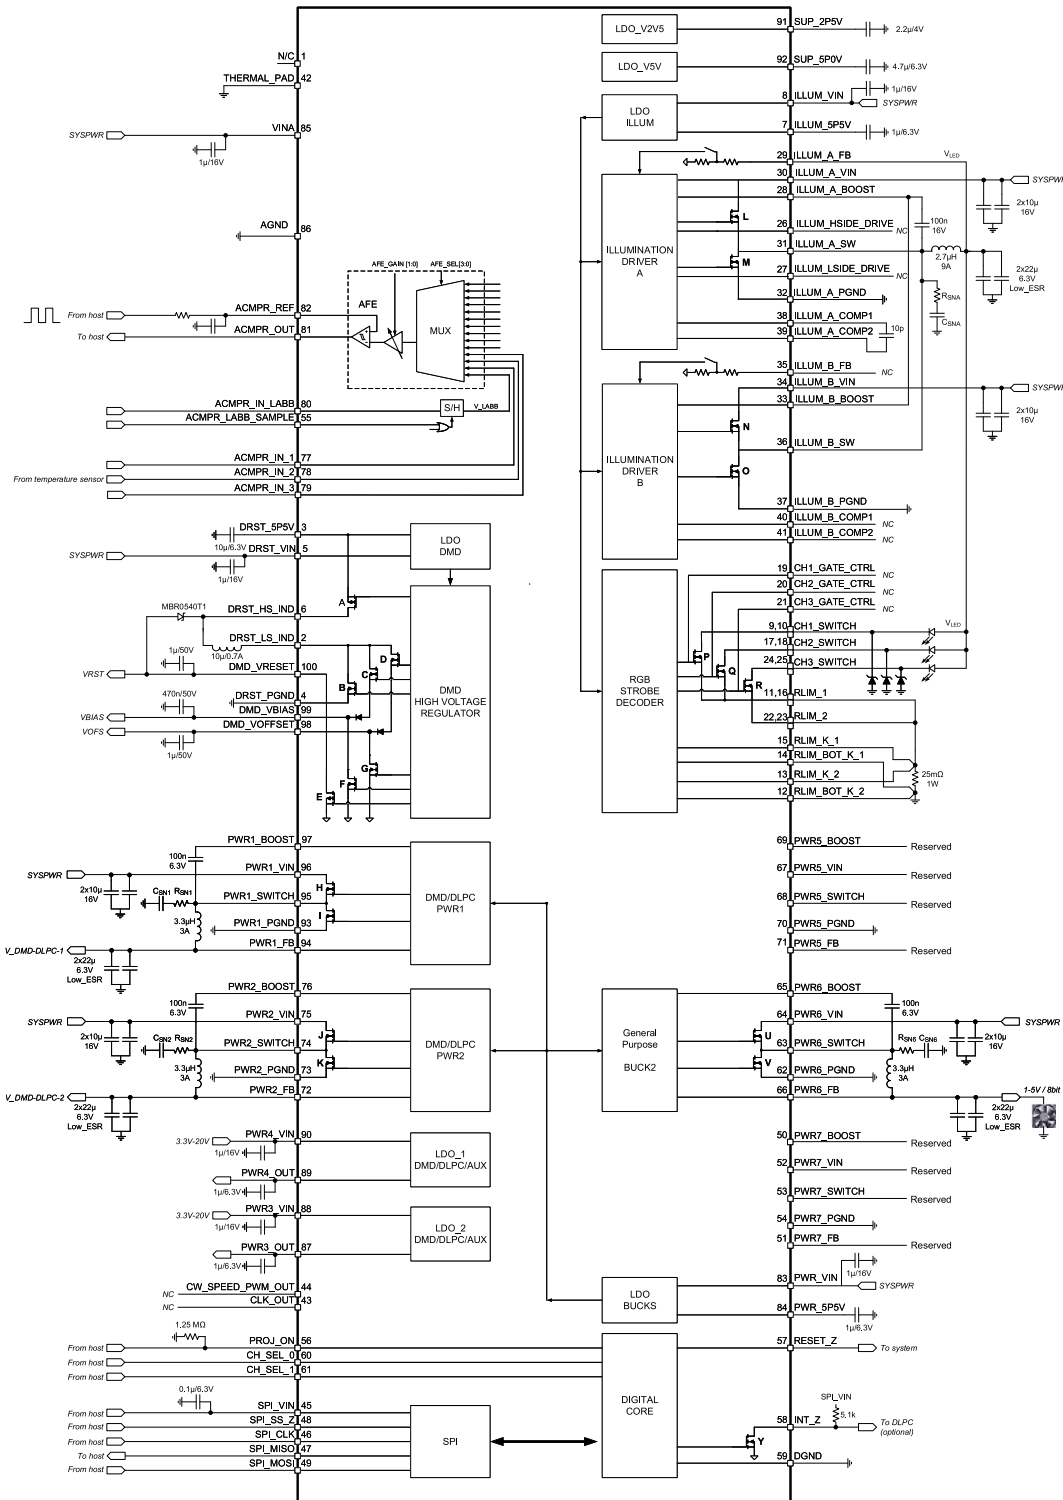 N/C 1
THERMAL_PAD 42
SYSPWR VINA 85
1µ/16V
AGND 86
AFE_GAIN [1:0] AFE_SEL[3:0]
AFE
MUX
From host ACMPR_REF 82
To host ACMPR_OUT 81
ACMPR_IN_LABB 80
S/H V_LABB
ACMPR_LABB_SAMPLE 55
ACMPR_IN_1 77
From temperature sensor ACMPR_IN_2 78
ACMPR_IN_3 79
DRST_5P5V 3
10µ/6.3V
SYSPWR DRST_VIN 5
1µ/16V
LDO
DMD
MBR0540T1
DRST_HS_IND 6
A
DRST_LS_IND 2
10µ/0.7A
1µ/50V
VRST DMD_VRESET 100
470n/50V
DRST_PGND 4
VBIAS DMD_VBIAS 99
VOFS DMD_VOFFSET 98
1µ/50V
B
C
D
E
F
G
DMD
HIGH VOLTAGE
REGULATOR
PWR1_BOOST 97
100n
6.3V
SYSPWR PWR1_VIN 96
2x10µ
16V
CSN1 RSN1
PWR1_SWITCH 95
3.3µH
3A
PWR1_PGND 93
V_DMD-DLPC-1 PWR1_FB 94
2x22µ
6.3V
Low_ESR
H
I
DMD/DLPC
PWR1
PWR2_BOOST 76
100n
6.3V
SYSPWR PWR2_VIN 75
2x10µ
16V
CSN2 RSN2
PWR2_SWITCH 74
3.3µH
3A
PWR2_PGND 73
V_DMD-DLPC-2 PWR2_FB 72
2x22µ
6.3V
Low_ESR
J
K
DMD/DLPC
PWR2
3.3V-20V PWR4_VIN 90
1µ/16V
PWR4_OUT 89
1µ/6.3V
LDO_1
DMD/DLPC/AUX
3.3V-20V PWR3_VIN 88
1µ/16V
PWR3_OUT 87
1µ/6.3V
LDO_2
DMD/DLPC/AUX
NC CW_SPEED_PWM_OUT 44
NC CLK_OUT 43
1,25 MΩ
From host PROJ_ON 56
From host CH_SEL_0 60
From host CH_SEL_1 61
0.1µ/6.3V
From host SPI_VIN 45
From host SPI_SS_Z 48
From host SPI_CLK 46
To host SPI_MISO 47
From host SPI_MOSI 49
SPI
LDO_V2V5
91 SUP_2P5V 2.2µ/4V
LDO_V5V
92 SUP_5P0V 4.7µ/6.3V
LDO
ILLUM
8 ILLUM_VIN 1µ/16V SYSPWR
7 ILLUM_5P5V 1µ/6.3V
29 ILLUM_A_FB VLED
30 ILLUM_A_VIN SYSPWR
28 ILLUM_A_BOOST
2x10µ
16V
100n
16V
26 ILLUM_HSIDE_DRIVE NC
31 ILLUM_A_SW
2.7µH
9A
27 ILLUM_LSIDE_DRIVE NC
2x22µ
6.3V
Low_ESR
RSNA
CSNA
32 ILLUM_A_PGND
38 ILLUM_A_COMP1
39 ILLUM_A_COMP2
10p
L
M
ILLUMINATION
DRIVER
A
35 ILLUM_B_FB NC
34 ILLUM_B_VIN SYSPWR
33 ILLUM_B_BOOST
2x10µ
16V
36 ILLUM_B_SW
37 ILLUM_B_PGND
40 ILLUM_B_COMP1 NC
41 ILLUM_B_COMP2 NC
N
O
ILLUMINATION
DRIVER
B
19 CH1_GATE_CTRL NC
20 CH2_GATE_CTRL NC
21 CH3_GATE_CTRL NC
9,10 CH1_SWITCH VLED
17,18 CH2_SWITCH
24,25 CH3_SWITCH
11,16 RLIM_1
22,23 RLIM_2
15 RLIM_K_1
14 RLIM_BOT_K_1
13 RLIM_K_2
12 RLIM_BOT_K_2
25mΩ
1W
P
Q
R
RGB
STROBE
DECODER
69 PWR5_BOOST Reserved
67 PWR5_VIN Reserved
68 PWR5_SWITCH Reserved
70 PWR5_PGND
71 PWR5_FB Reserved
65 PWR6_BOOST
100n
6.3V
64 PWR6_VIN SYSPWR
63 PWR6_SWITCH
RSN6 CSN6
2x10µ
16V
3.3µH
3A
62 PWR6_PGND
66 PWR6_FB 1-5V / 8bit
2x22µ
6.3V
Low_ESR
U
V
General
Purpose
BUCK2
50 PWR7_BOOST Reserved
52 PWR7_VIN Reserved
53 PWR7_SWITCH Reserved
54 PWR7_PGND
51 PWR7_FB Reserved
1µ/16V
83 PWR_VIN SYSPWR
84 PWR_5P5V
1µ/6.3V
LDO
BUCKS
57 RESET_Z To system
SPI_VIN
5,1k
58 INT_Z To DLPC
(optional)
Y
59 DGND
DIGITAL
CORE